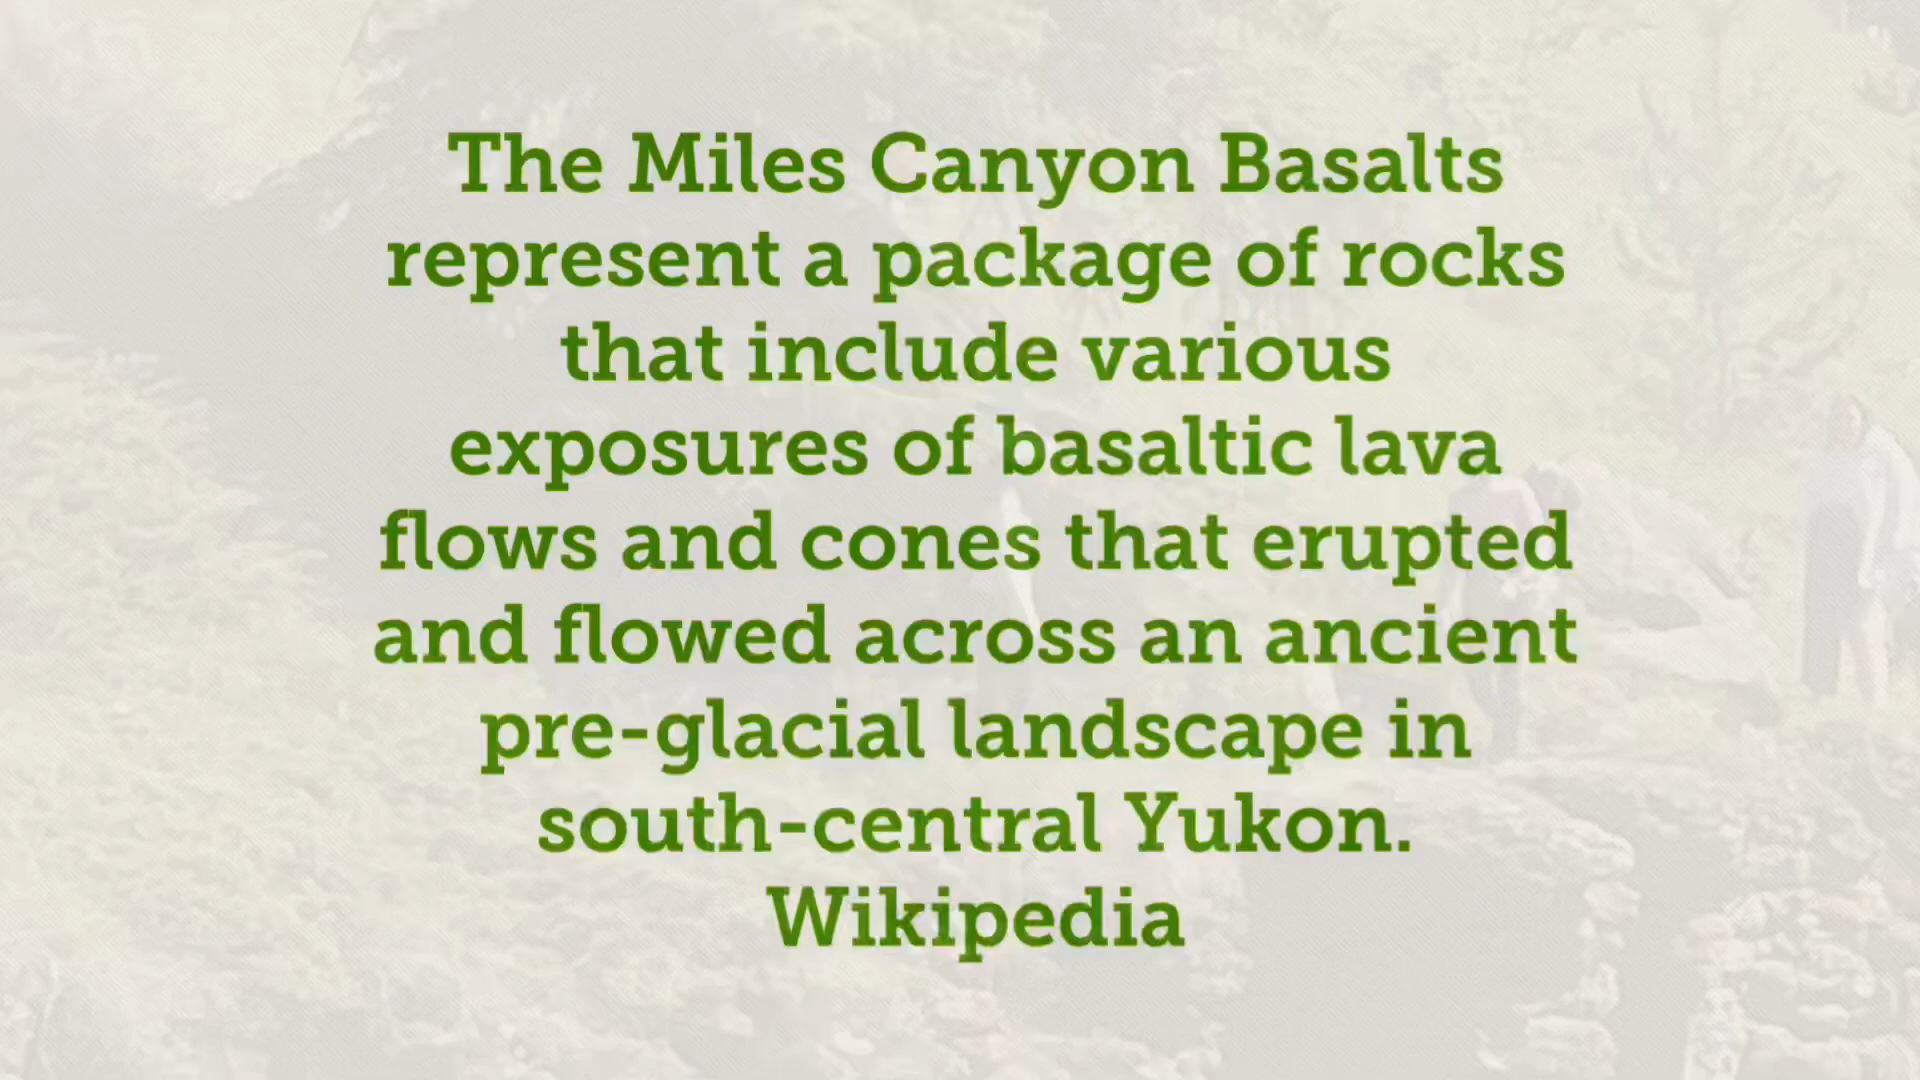 The Miles Canyon Basalts
represent a package of rocks
that include various
exposures of basaltic lava
flows and cones that erupted
and flowed across an ancient
pre-glacial landscape in
south-central Yukon.
Wikipedia